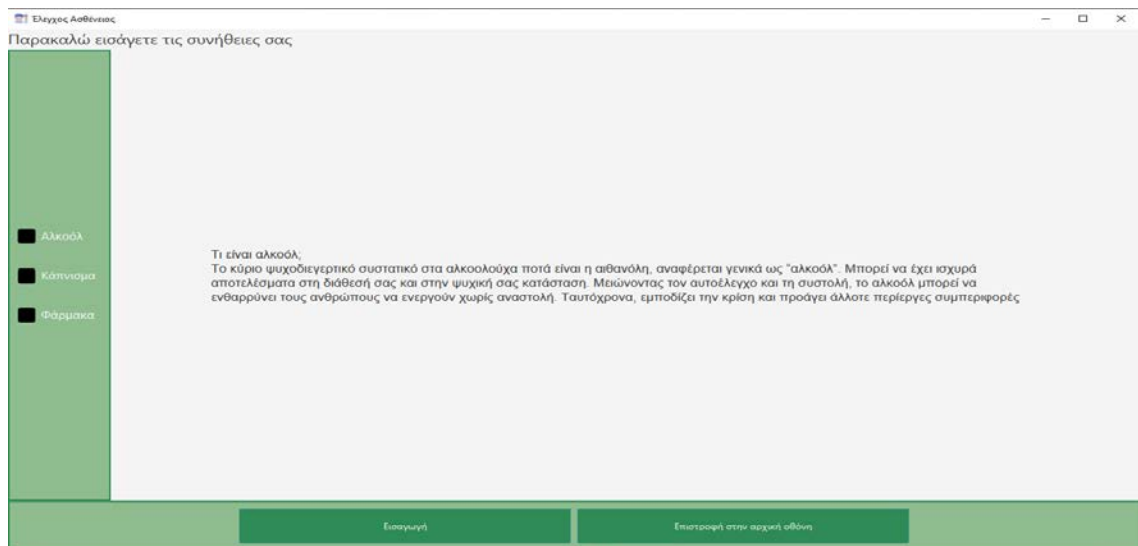 Έλεγχος Ασθένειας
Παρακαλώ εισάγετε τις συνήθειες σας
Αλκοόλ
Κάπνισμα
Φάρμακα
Τι είναι αλκοόλ;
Το κύριο ψυχοδιεγερτικό συστατικό στα αλκοολούχα ποτά είναι η αιθανόλη, αναφέρεται γενικά ως "αλκοόλ". Μπορεί να έχει ισχυρά
αποτελέσματα στη διάθεσή σας και στην ψυχική σας κατάσταση. Μειώνοντας τον αυτοέλεγχο και τη συστολή, το αλκοόλ μπορεί να
ενθαρρύνει τους ανθρώπους να ενεργούν χωρίς αναστολή. Ταυτόχρονα, εμποδίζει την κρίση και προάγει άλλοτε περίεργες συμπεριφορές
Εισαγωγή
Επιστροφή στην αρχική οθόνη